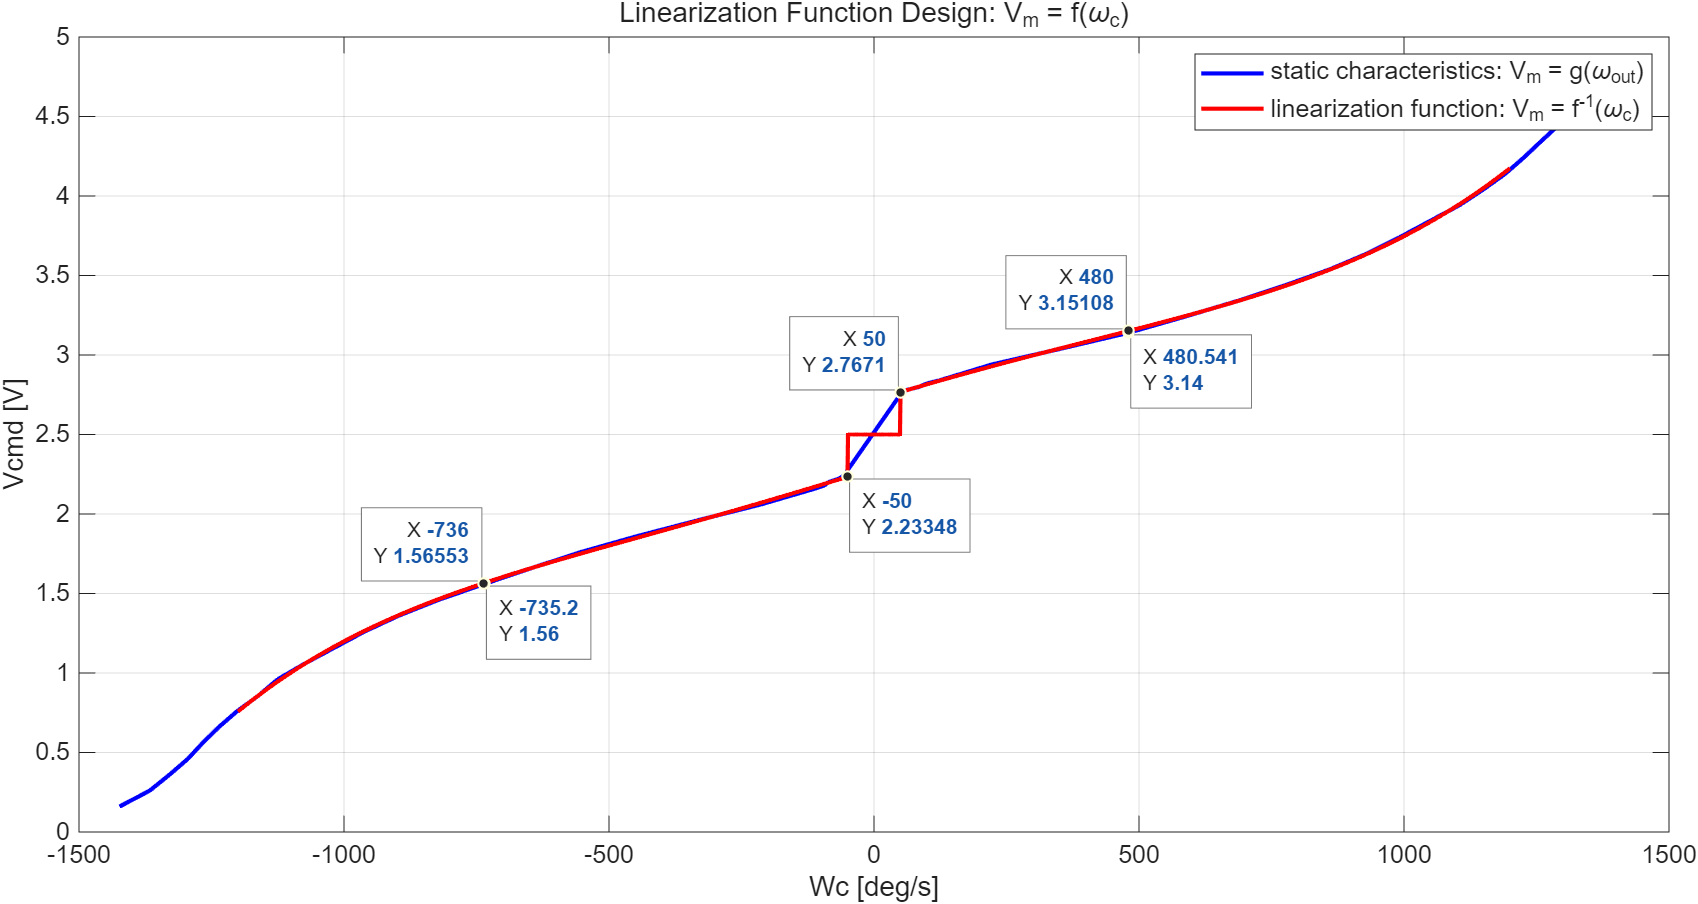 Linearization Function Design: Vm = f(ωc)
5
4.5
4
3.5
3
2.5
2
1.5
1
0.5
0
Vcmd [V]
static characteristics: Vm = g(ωout)
linearization function: Vm = f-1(ωc)
X 480
Y 3.15108
X 50
Y 2.7671
X 480.541
Y 3.14
X -50
Y 2.23348
X -736
Y 1.56553
X -735.2
Y 1.56
-1500
-1000
-500
0
500
1000
1500
Wc [deg/s]